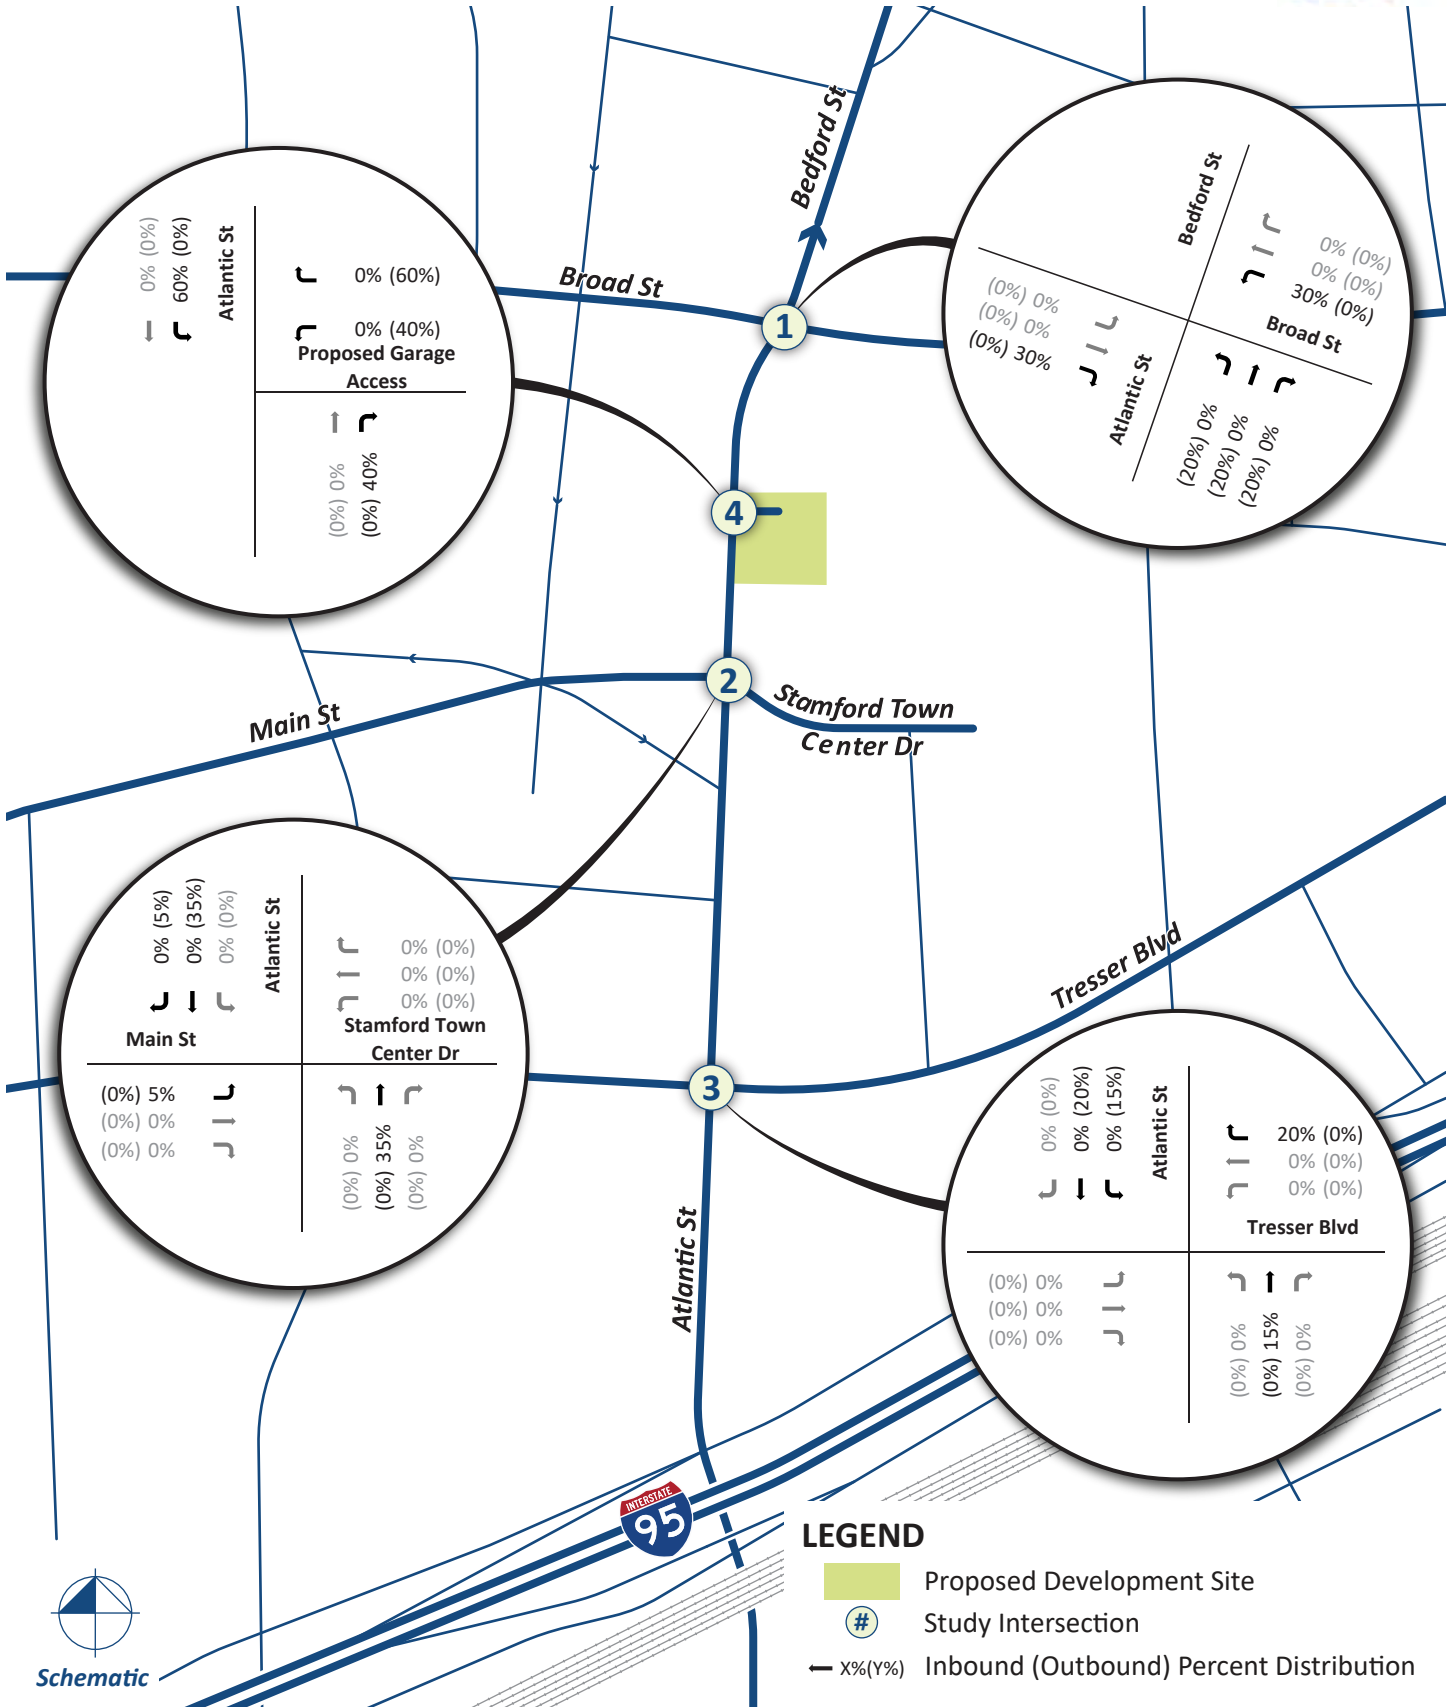 Bedford St
Broad St
1
4
2
3
Main St
Stamford Town
Center Dr
Tresser Blvd
Atlantic St
INTERSTATE
95
0% (0%)
60% (0%)
Atlantic St
0% (60%)
0% (40%)
Proposed Garage
Access
(0%) 0%
(0%) 40%
Bedford St
0% (0%)
0% (0%)
30% (0%)
Broad St
(0%) 0%
(0%) 0%
(0%) 30%
Atlantic St
(20%) 0%
(20%) 0%
(20%) 0%
0% (5%)
0% (35%)
0% (0%)
Atlantic St
Main St
0% (0%)
0% (0%)
0% (0%)
Stamford Town
Center Dr
(0%) 5%
(0%) 0%
(0%) 0%
(0%) 0%
(0%) 35%
(0%) 0%
0% (0%)
0% (20%)
0% (15%)
Atlantic St
20% (0%)
0% (0%)
0% (0%)
Tresser Blvd
(0%) 0%
(0%) 0%
(0%) 0%
(0%) 0%
(0%) 15%
(0%) 0%
LEGEND
Proposed Development Site
# Study Intersection
X%(Y%) Inbound (Outbound) Percent Distribution
Schematic